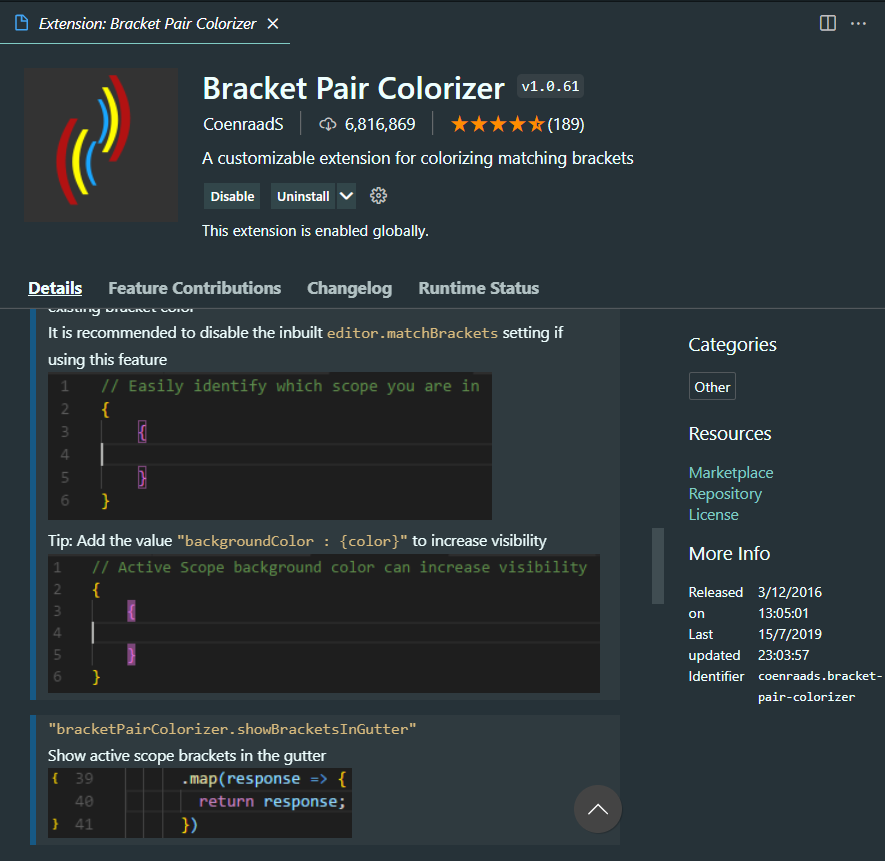 Extension: Bracket Pair Colorizer
Bracket Pair Colorizer v1.0.61
CoenraadS 6,816,869 (189)
A customizable extension for colorizing matching brackets
Disable Uninstall
This extension is enabled globally.
Details Feature Contributions Changelog Runtime Status
existing bracket color
It is recommended to disable the inbuilt editor.matchBrackets setting if
using this feature
1 // Easily identify which scope you are in
2 {
3 {
4
5 }
6 }
Tip: Add the value "backgroundColor : {color}" to increase visibility
1 // Active Scope background color can increase visibility
2 {
3 {
4
5 }
6 }
"bracketPairColorizer.showBracketsInGutter"
Show active scope brackets in the gutter
{ 39 .map(response => {
40 return response;
} 41 })
Categories
Other
Resources
Marketplace
Repository
License
More Info
Released 3/12/2016
on 13:05:01
Last 15/7/2019
updated 23:03:57
Identifier coenraads.bracket-
pair-colorizer